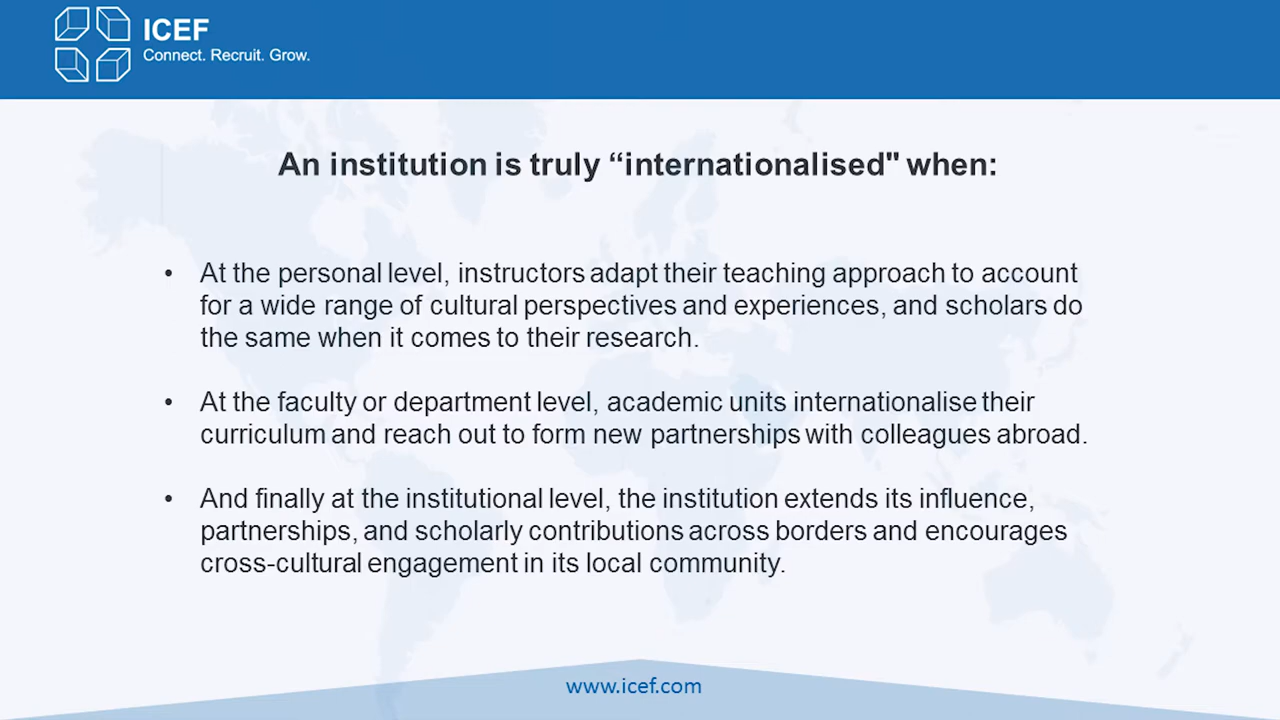 ICEF
Connect. Recruit. Grow.
An institution is truly “internationalised" when:
• At the personal level, instructors adapt their teaching approach to account
for a wide range of cultural perspectives and experiences, and scholars do
the same when it comes to their research.
• At the faculty or department level, academic units internationalise their
curriculum and reach out to form new partnerships with colleagues abroad.
• And finally at the institutional level, the institution extends its influence,
partnerships, and scholarly contributions across borders and encourages
cross-cultural engagement in its local community.
www.icef.com